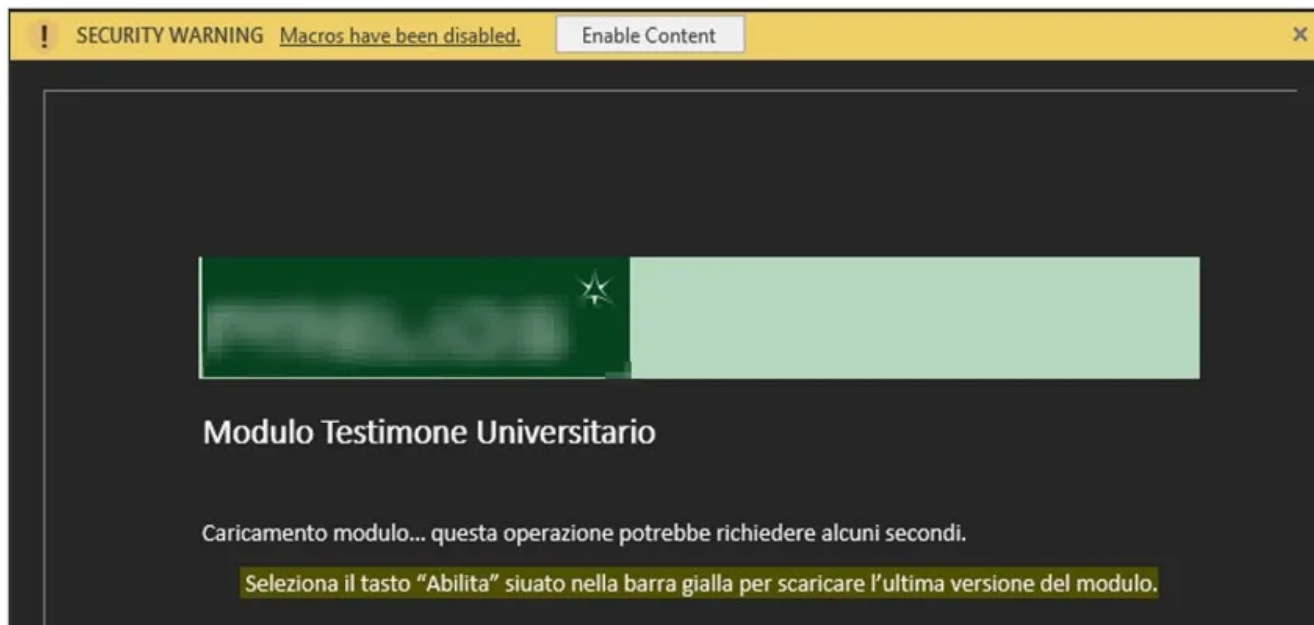 ! SECURITY WARNING Macros have been disabled. Enable Content
Modulo Testimone Universitario
Caricamento modulo... questa operazione potrebbe richiedere alcuni secondi.
Seleziona il tasto “Abilita” siuato nella barra gialla per scaricare l’ultima versione del modulo.